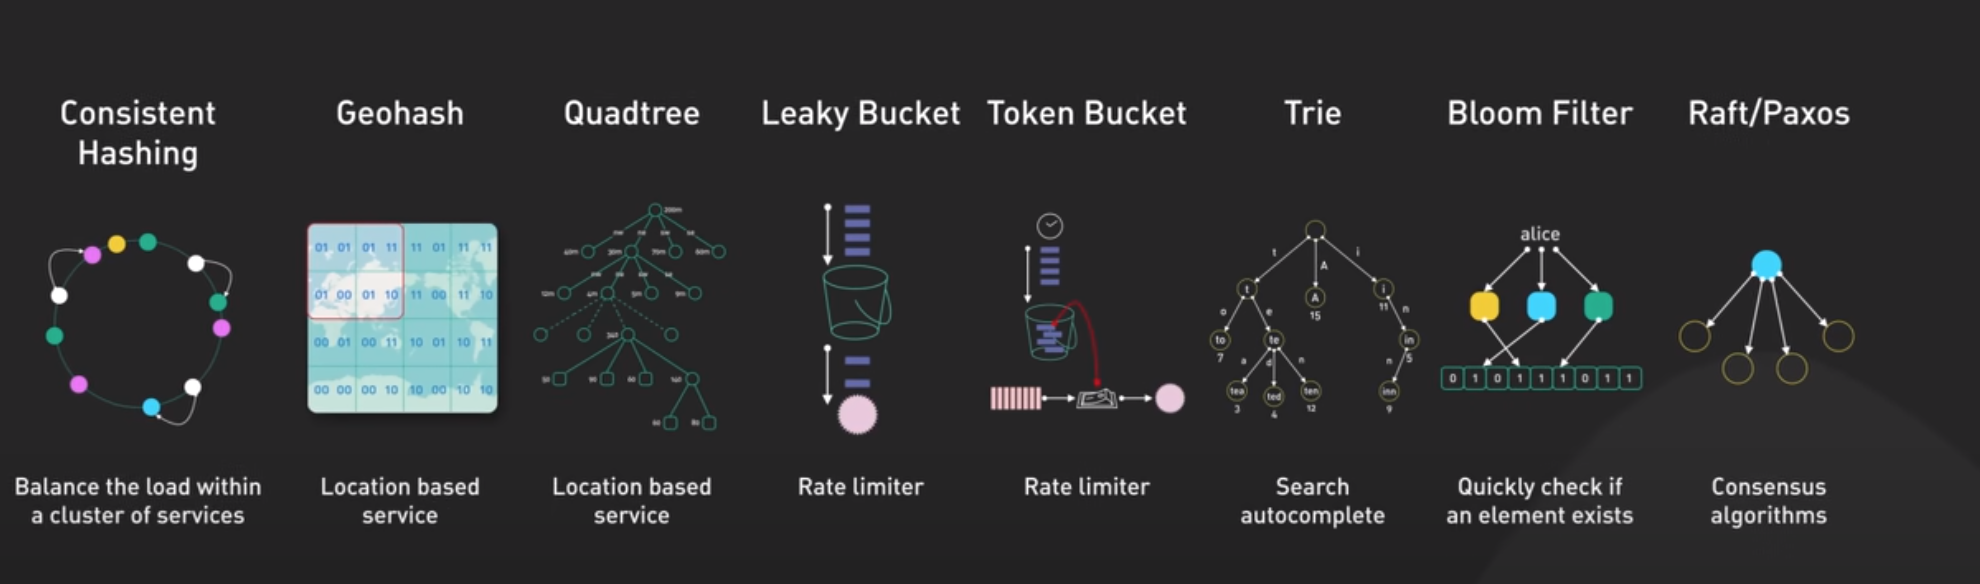 Consistent
Hashing
Geohash
Quadtree
Leaky Bucket
Token Bucket
Trie
Bloom Filter
Raft/Paxos
01 01 01 11 11 01 11 11
01 00 01 10 11 00 11 10
00 01 00 11 10 01 10 11
00 00 00 10 10 00 10 10
200m
t
A
i
t
A
15
i
11
o
e
n
to
7
te
in
5
a
d
n
n
tea
3
ted
4
ten
12
inn
9
alice
0 1 0 1 1 1 0 1 1
Balance the load within
a cluster of services
Location based
service
Location based
service
Rate limiter
Rate limiter
Search
autocomplete
Quickly check if
an element exists
Consensus
algorithms